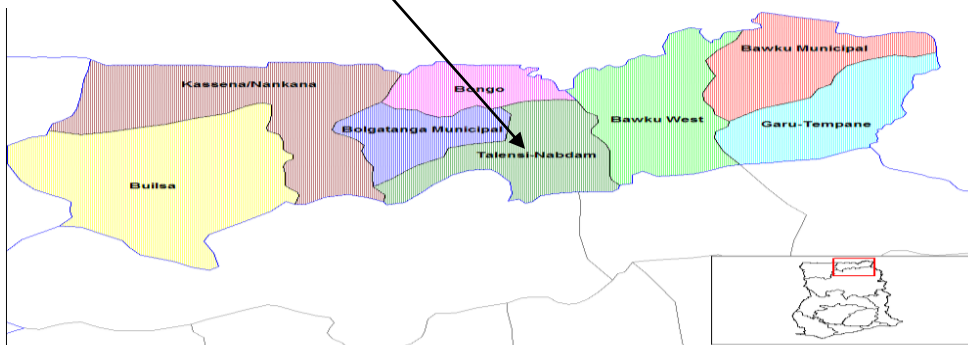 Bawku Municipal
Kassena/Nankana
Bongo
Bawku West
Garu-Tempane
Bolgatanga Municipal
Talensi-Nabdam
Builsa